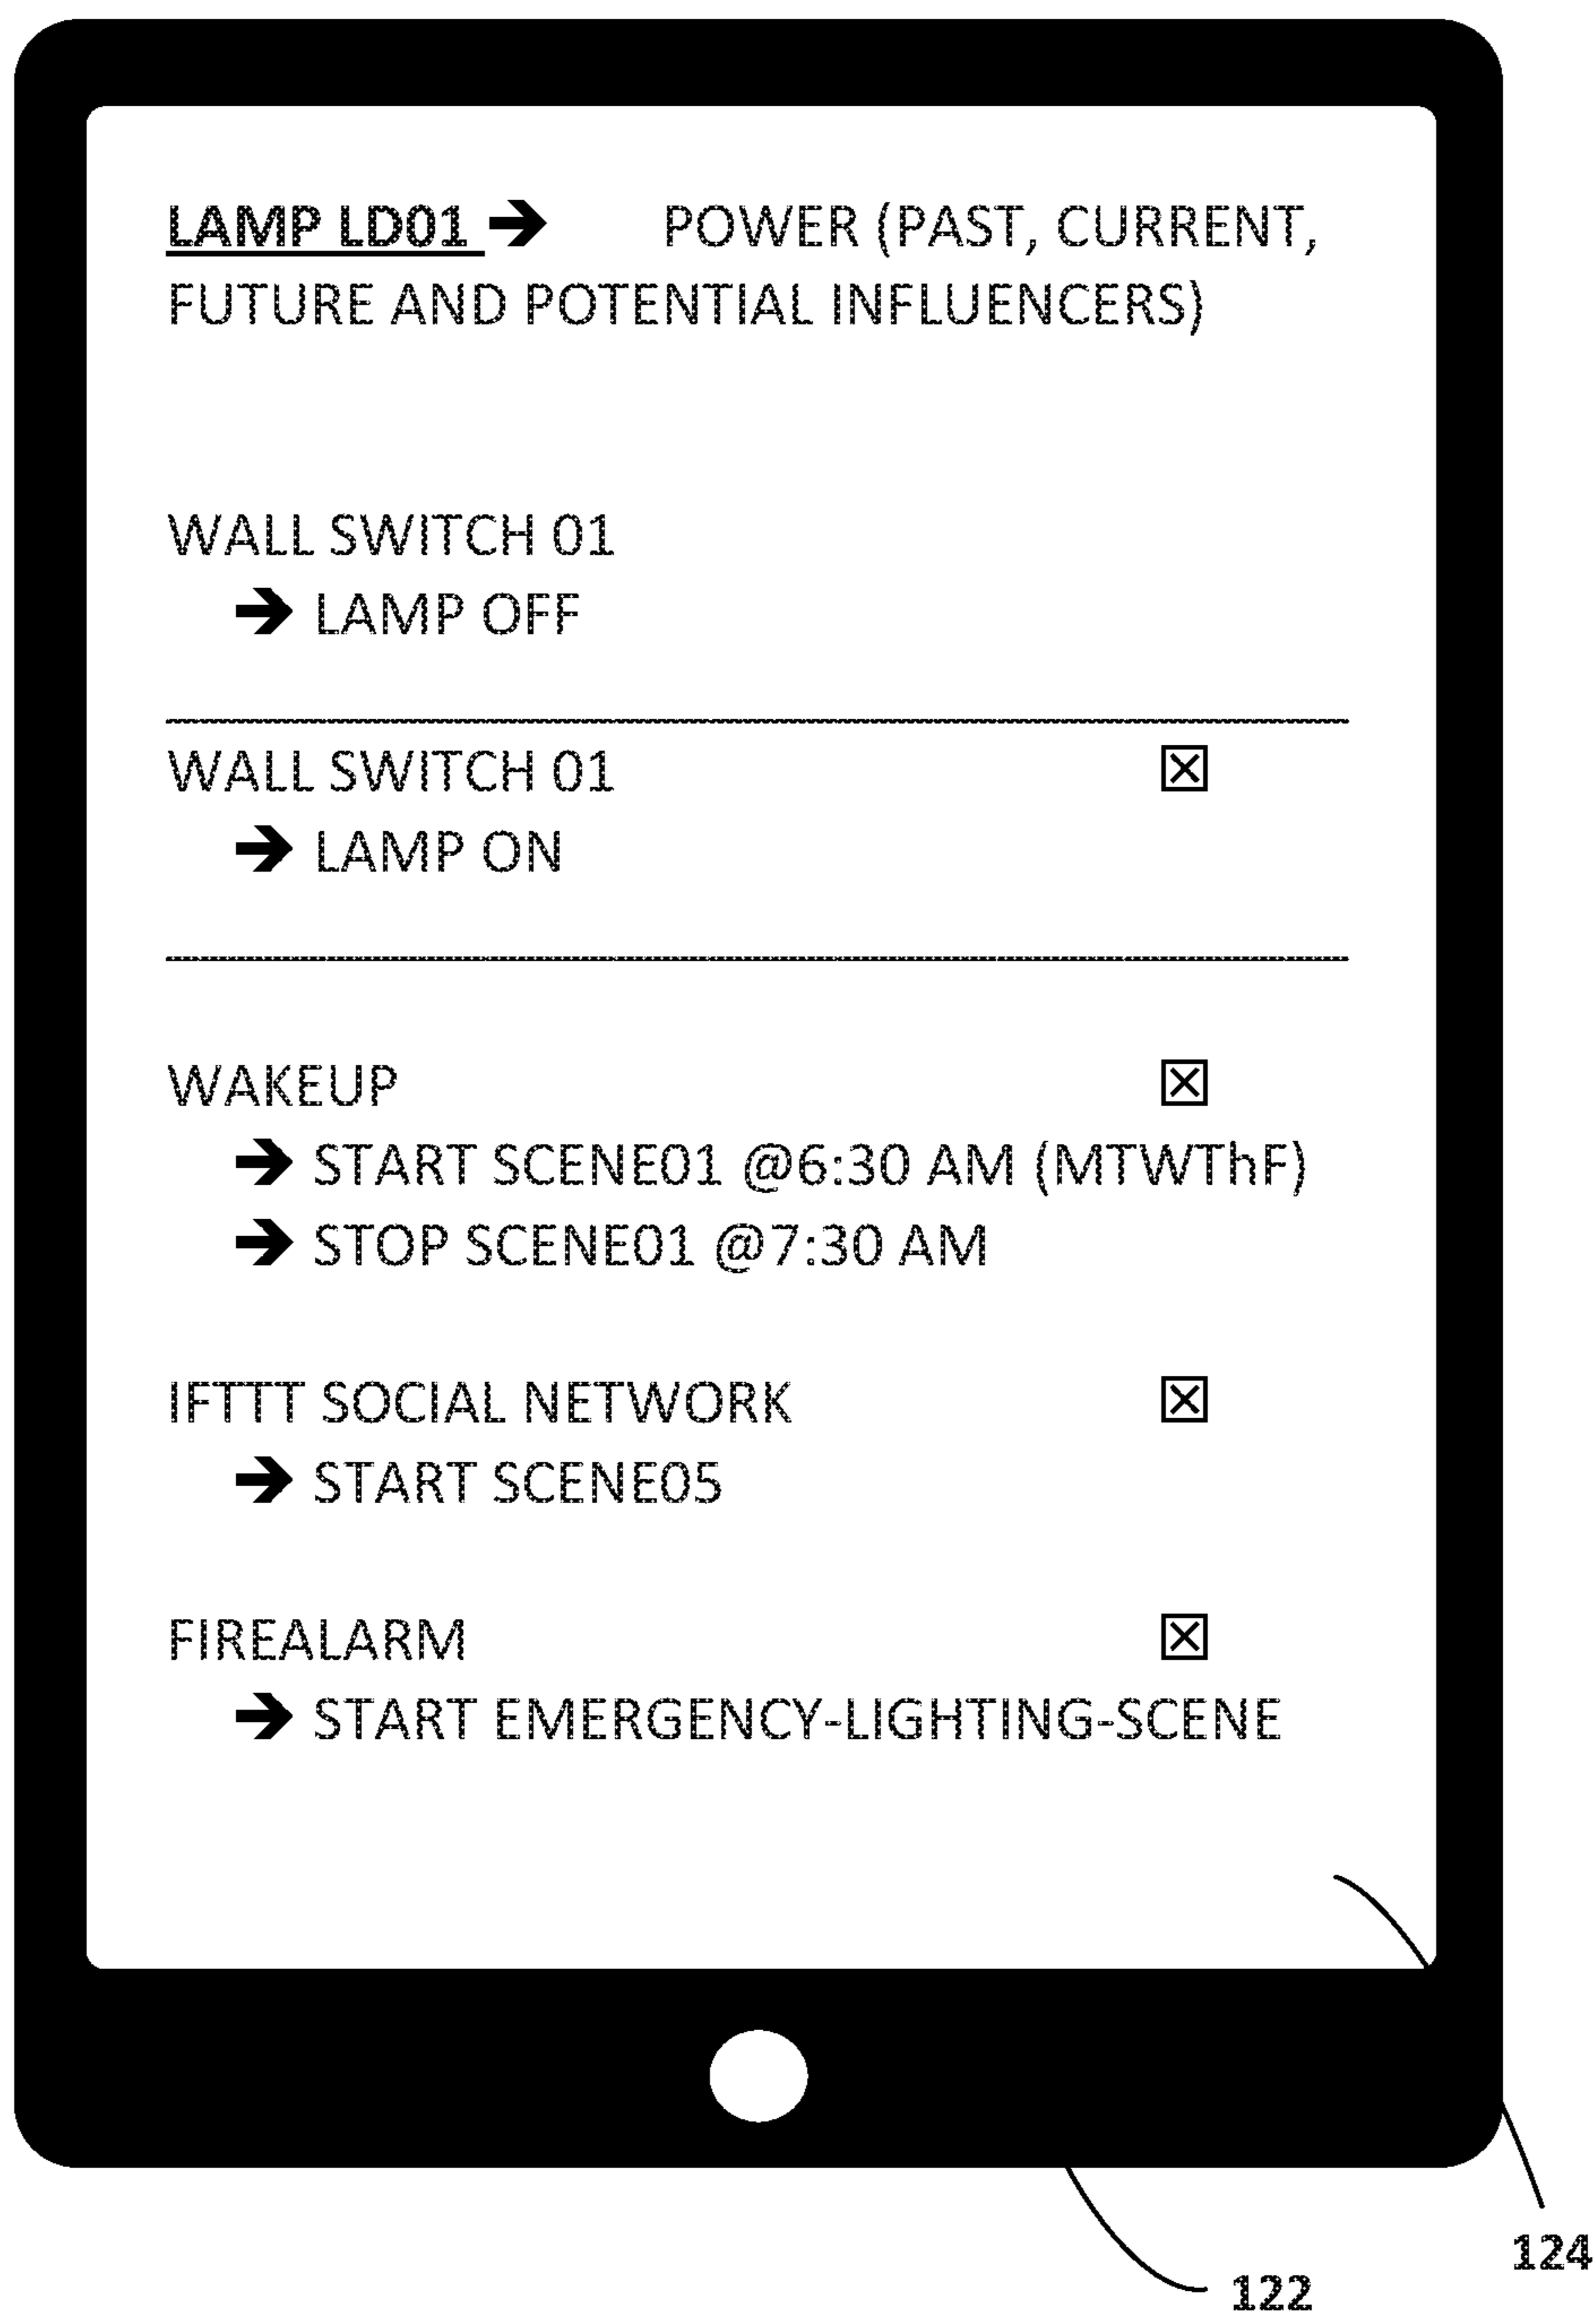 LAMP LD01 → POWER (PAST, CURRENT,
FUTURE AND POTENTIAL INFLUENCERS)
WALL SWITCH 01
→ LAMP OFF
WALL SWITCH 01 ☒
→ LAMP ON
WAKEUP ☒
→ START SCENE01 @6:30 AM (MTWThF)
→ STOP SCENE01 @7:30 AM
IFTTT SOCIAL NETWORK ☒
→ START SCENE05
FIREALARM ☒
→ START EMERGENCY-LIGHTING-SCENE
124
122